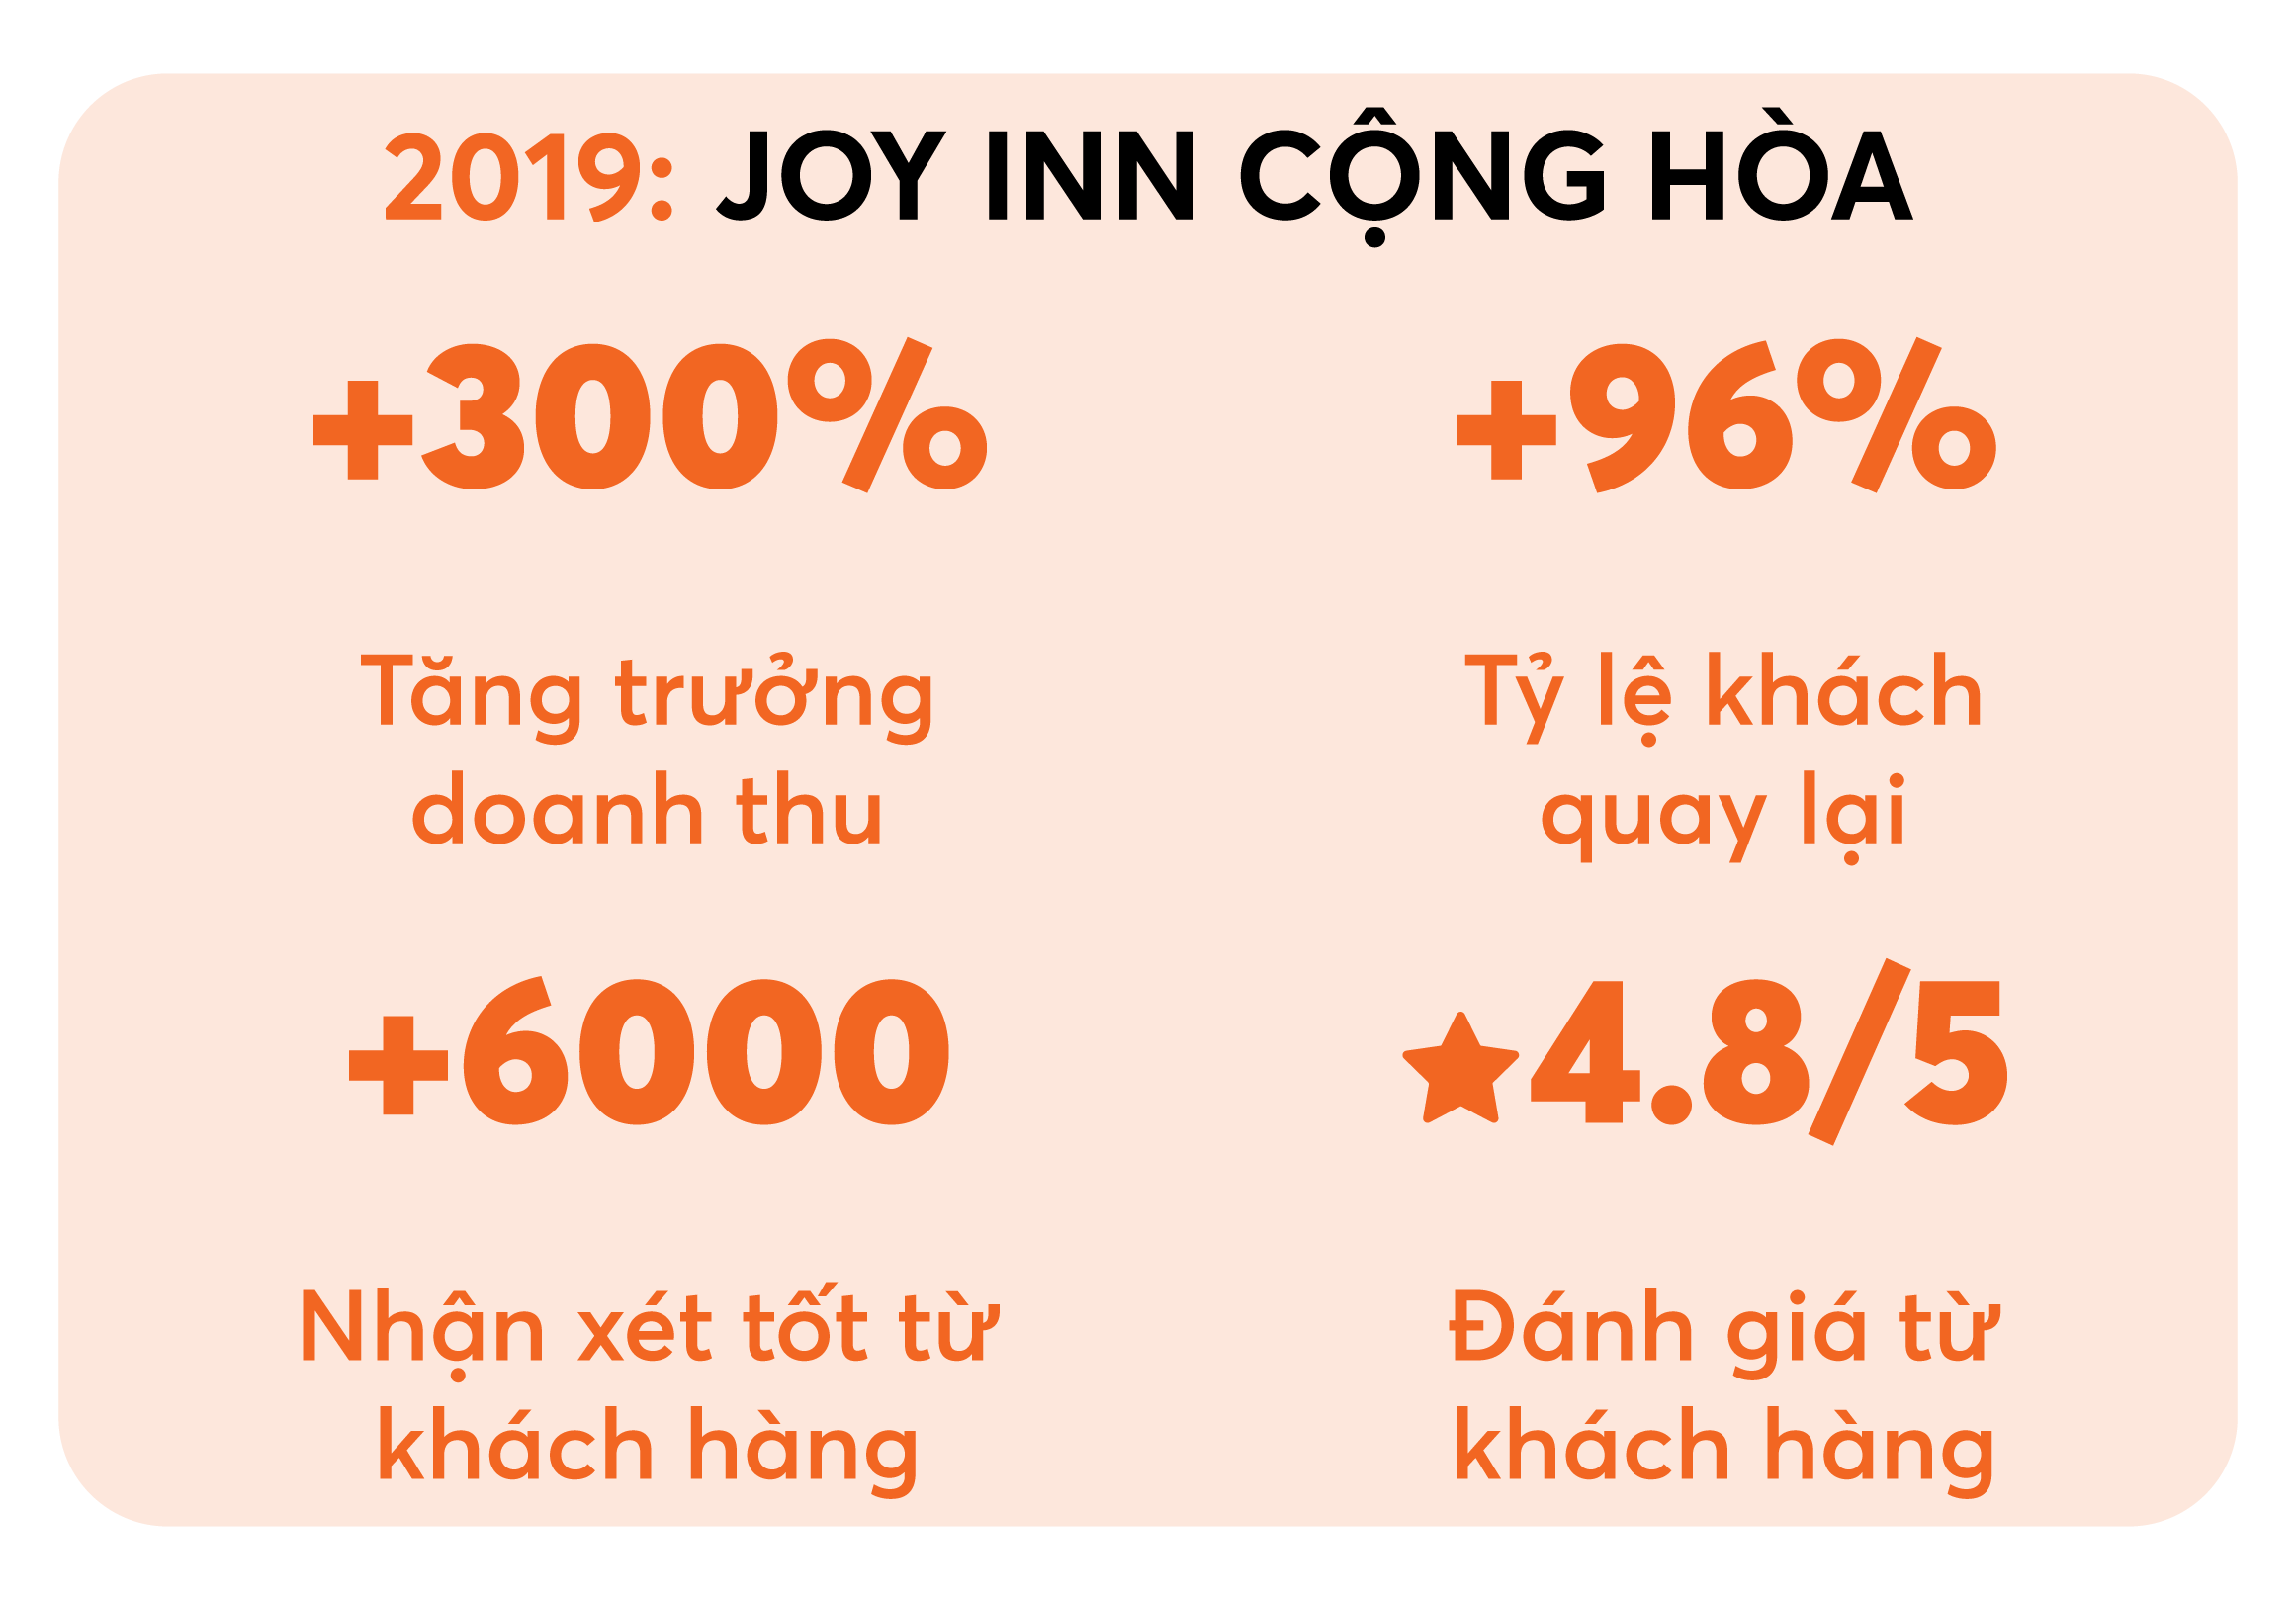 2019: JOY INN CỘNG HÒA
+300%
Tăng trưởng
doanh thu
+96%
Tỷ lệ khách
quay lại
+6000
Nhận xét tốt từ
khách hàng
4.8/5
Đánh giá từ
khách hàng